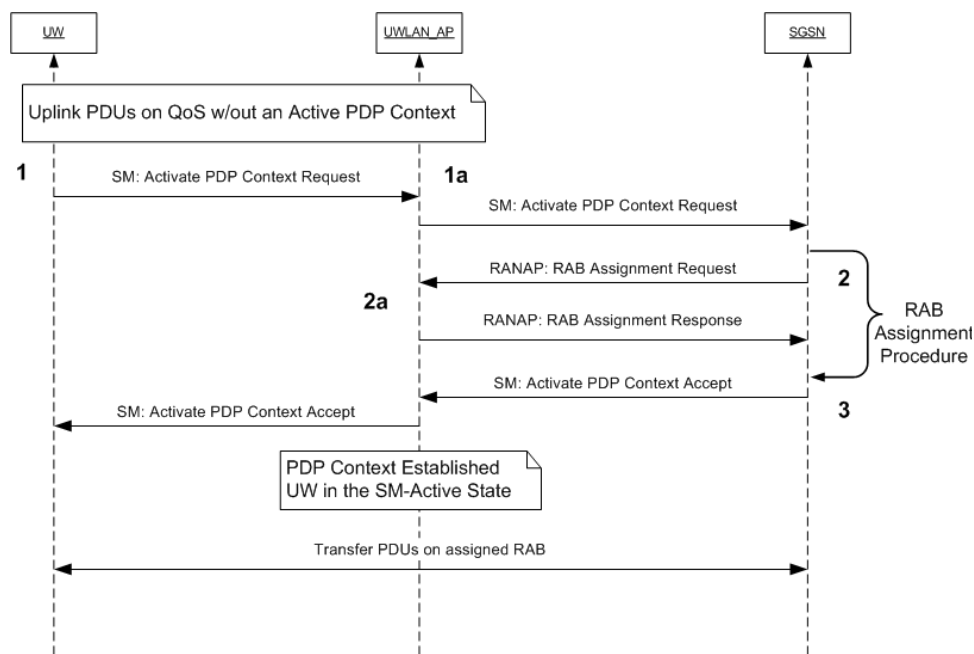 UW
UWLAN_AP
SGSN
Uplink PDUs on QoS w/out an Active PDP Context
1
SM: Activate PDP Context Request
1a
SM: Activate PDP Context Request
RANAP: RAB Assignment Request
2
2a
RAB
Assignment
Procedure
RANAP: RAB Assignment Response
SM: Activate PDP Context Accept
3
SM: Activate PDP Context Accept
PDP Context Established
UW in the SM-Active State
Transfer PDUs on assigned RAB